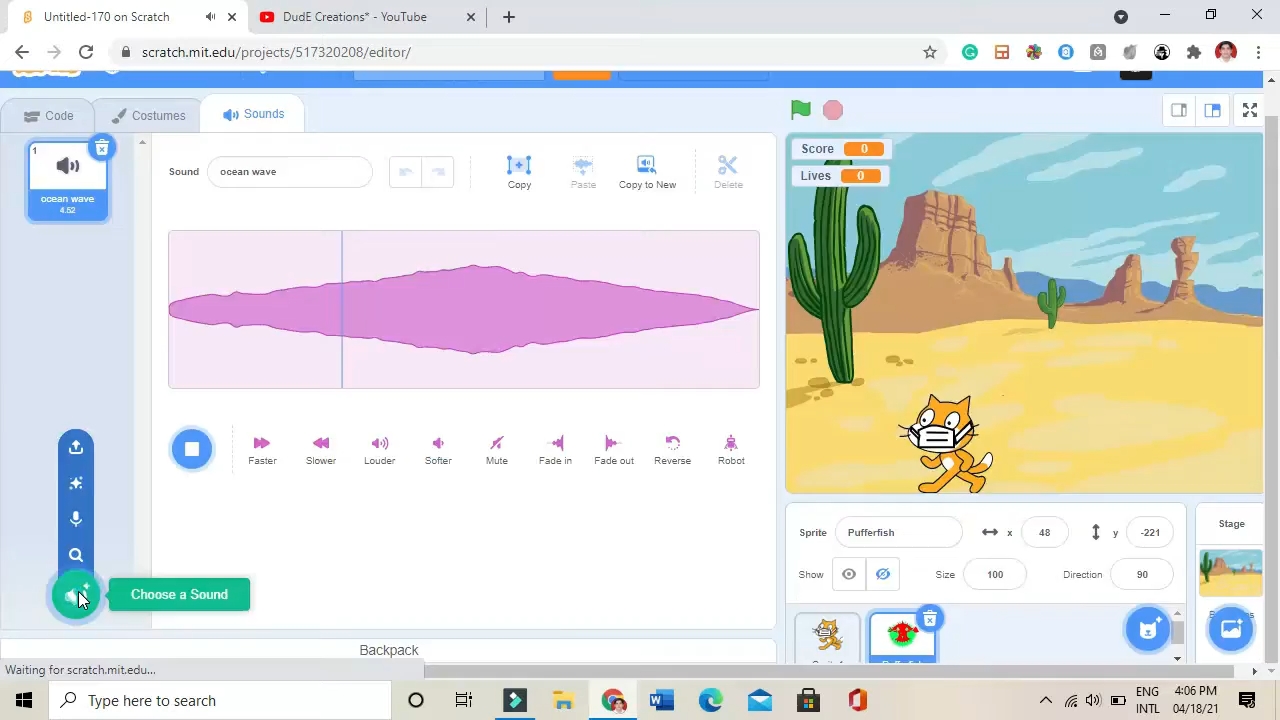 Untitled-170 on Scratch
DudE Creations* - YouTube
scratch.mit.edu/projects/517320208/editor/
Code
Costumes
Sounds
1
ocean wave
4.52
Sound
ocean wave
Copy
Paste
Copy to New
Delete
Faster
Slower
Louder
Softer
Mute
Fade in
Fade out
Reverse
Robot
Choose a Sound
Backpack
Score 0
Lives 0
Sprite
Pufferfish
x
48
y
-221
Show
Size
100
Direction
90
Stage
Waiting for scratch.mit.edu...
Type here to search
ENG
INTL
4:06 PM
04/18/21